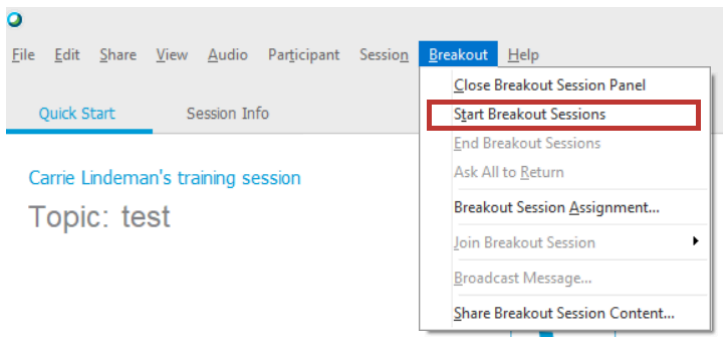 File Edit Share View Audio Participant Session Breakout Help
Quick Start Session Info
Carrie Lindeman's training session
Topic: test
Close Breakout Session Panel
Start Breakout Sessions
End Breakout Sessions
Ask All to Return
Breakout Session Assignment...
Join Breakout Session
Broadcast Message...
Share Breakout Session Content...